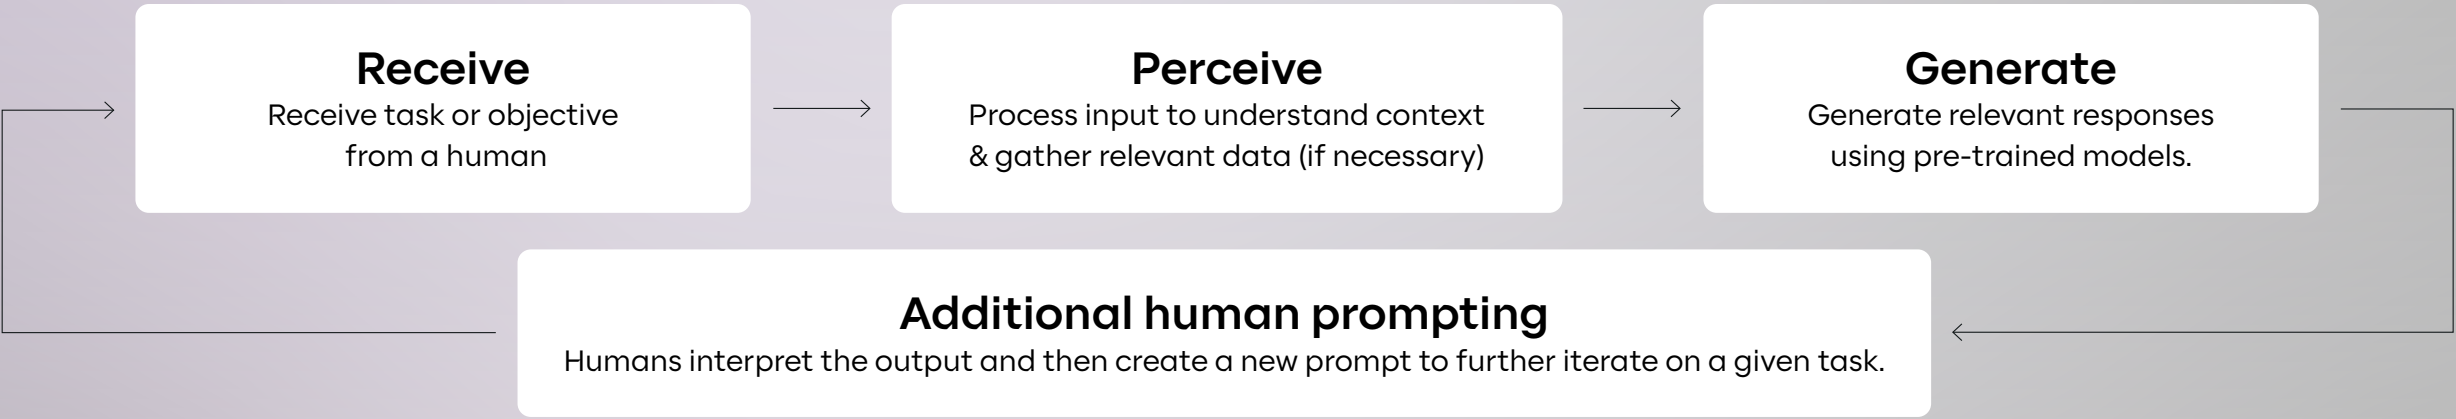 Receive
Receive task or objective
from a human
Perceive
Process input to understand context
& gather relevant data (if necessary)
Generate
Generate relevant responses
using pre-trained models.
Additional human prompting
Humans interpret the output and then create a new prompt to further iterate on a given task.